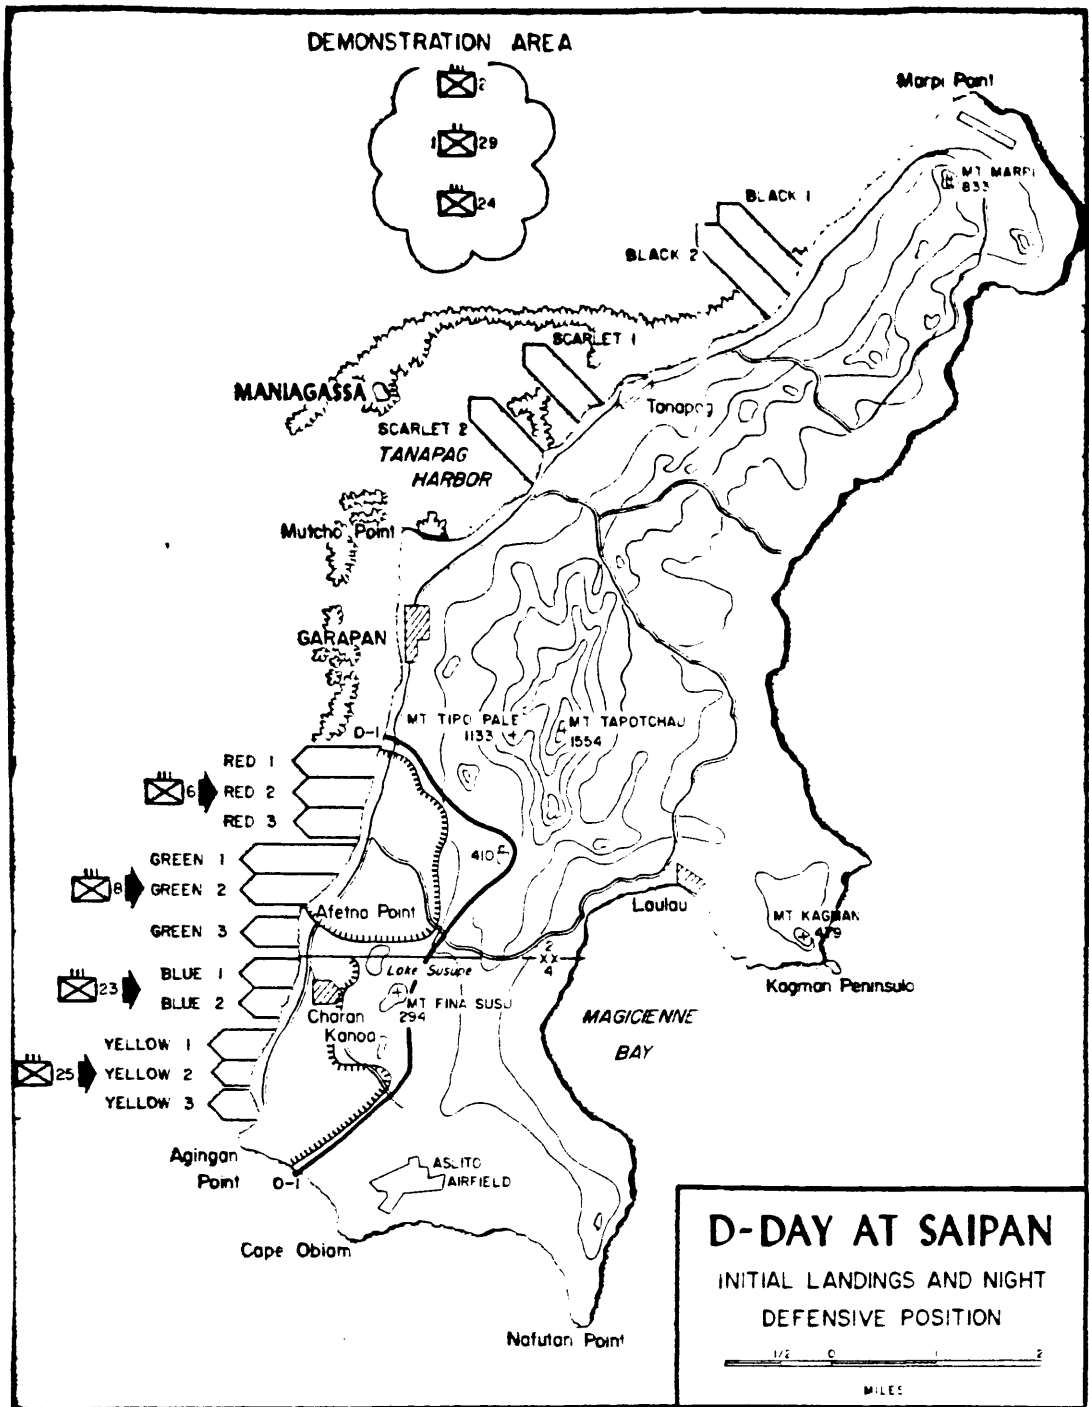 DEMONSTRATION AREA
2
1 29
24
Marpi Point
MT MARPI
833
BLACK 1
BLACK 2
SCARLET 1
MANIAGASSA
Tanapag
SCARLET 2
TANAPAG
HARBOR
Mutcho Point
GARAPAN
MT TIPO PALE
1133
MT TAPOTCHAU
1554
O-1
RED 1
6 RED 2
RED 3
GREEN 1
410
8 GREEN 2
Laulau
Afetna Point
MT KAGMAN
479
GREEN 3
2
XX
4
BLUE 1
Lake Susupe
Kagman Peninsula
23
BLUE 2
MT FINA SUSU
294
Charan
Kanoa
MAGICIENNE
BAY
YELLOW 1
25 YELLOW 2
YELLOW 3
Agingan
Point
O-1
ASLITO
AIRFIELD
Cape Obiam
Nafutan Point
D-DAY AT SAIPAN
INITIAL LANDINGS AND NIGHT
DEFENSIVE POSITION
1/2 0 1 2
MILES